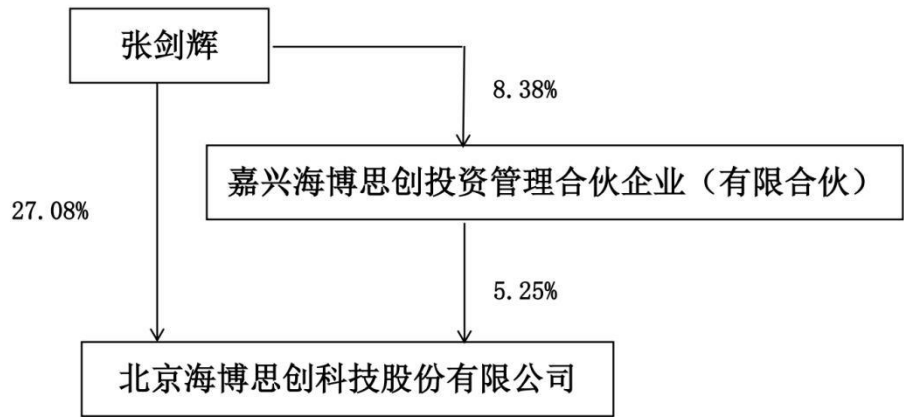 张剑辉
8.38%
嘉兴海博思创投资管理合伙企业（有限合伙）
27.08%
5.25%
北京海博思创科技股份有限公司